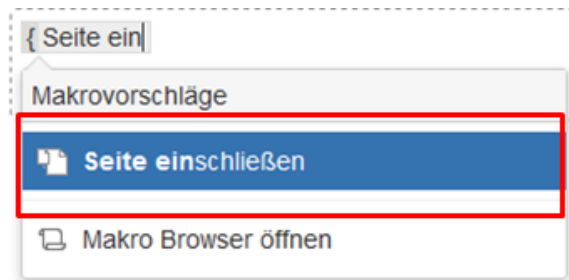 { Seite ein
Makrovorschläge
Seite einschließen
Makro Browser öffnen